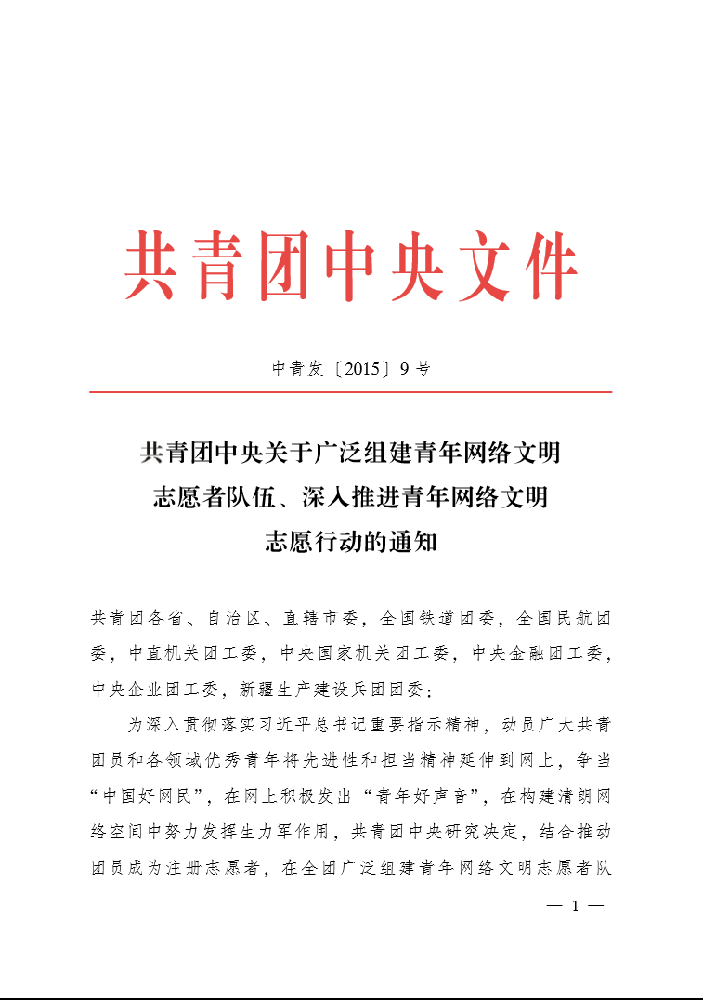 共青团中央文件
中青发〔2015〕9 号
共青团中央关于广泛组建青年网络文明
志愿者队伍、深入推进青年网络文明
志愿行动的通知
共青团各省、自治区、直辖市委，全国铁道团委，全国民航团
委，中直机关团工委，中央国家机关团工委，中央金融团工委，
中央企业团工委，新疆生产建设兵团团委：
为深入贯彻落实习近平总书记重要指示精神，动员广大共青
团员和各领域优秀青年将先进性和担当精神延伸到网上，争当
“中国好网民”，在网上积极发出“青年好声音”，在构建清朗网
络空间中努力发挥生力军作用，共青团中央研究决定，结合推动
团员成为注册志愿者，在全团广泛组建青年网络文明志愿者队
— 1 —